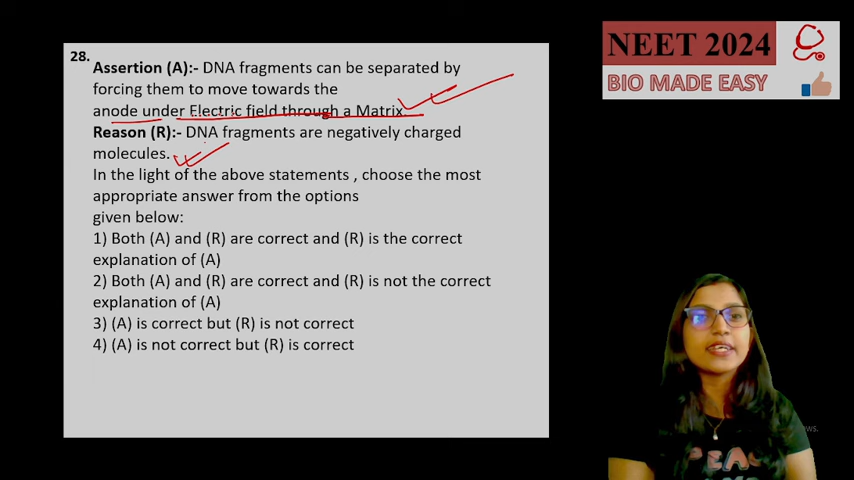 28.
Assertion (A):- DNA fragments can be separated by
forcing them to move towards the
anode under Electric field through a Matrix.
Reason (R):- DNA fragments are negatively charged
molecules.
In the light of the above statements , choose the most
appropriate answer from the options
given below:
1) Both (A) and (R) are correct and (R) is the correct
explanation of (A)
2) Both (A) and (R) are correct and (R) is not the correct
explanation of (A)
3) (A) is correct but (R) is not correct
4) (A) is not correct but (R) is correct
NEET 2024
BIO MADE EASY